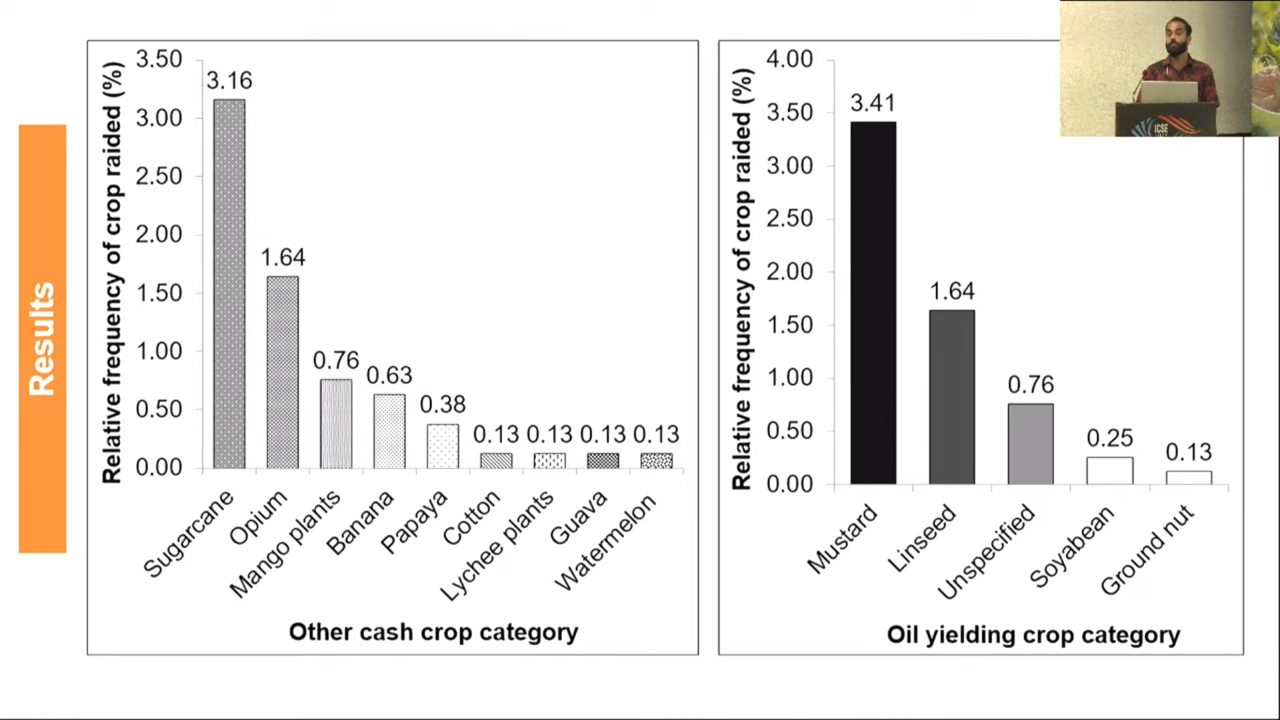 Results
Relative frequency of crop raided (%)
3.50
3.00
2.50
2.00
1.50
1.00
0.50
0.00
3.16
1.64
0.76
0.63
0.38
0.13
0.13
0.13
0.13
Sugarcane
Opium
Mango plants
Banana
Papaya
Cotton
Lychee plants
Guava
Watermelon
Other cash crop category
Relative frequency of crop raided (%)
4.00
3.50
3.00
2.50
2.00
1.50
1.00
0.50
0.00
3.41
1.64
0.76
0.25
0.13
Mustard
Linseed
Unspecified
Soyabean
Ground nut
Oil yielding crop category
ICSE